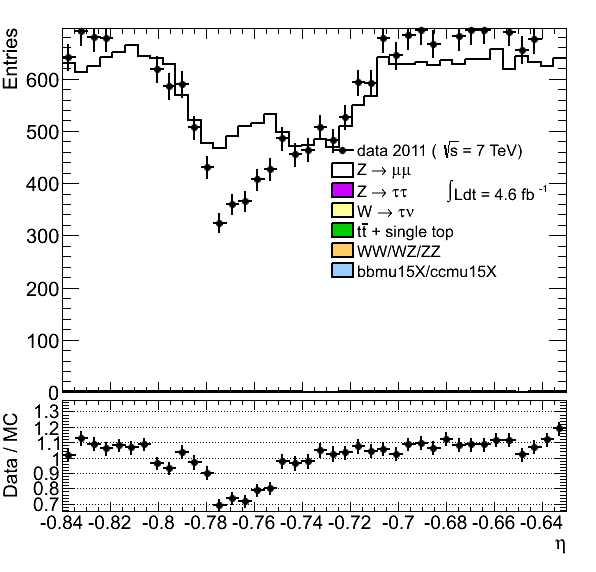 Entries
600
500
400
300
200
100
0
data 2011 ( √s = 7 TeV)
Z → μμ
Z → ττ
∫Ldt = 4.6 fb⁻¹
W → τν
tt̄ + single top
WW/WZ/ZZ
bbmu15X/ccmu15X
Data / MC
1.3
1.2
1.1
1
0.9
0.8
0.7
-0.84 -0.82 -0.8 -0.78 -0.76 -0.74 -0.72 -0.7 -0.68 -0.66 -0.64
η